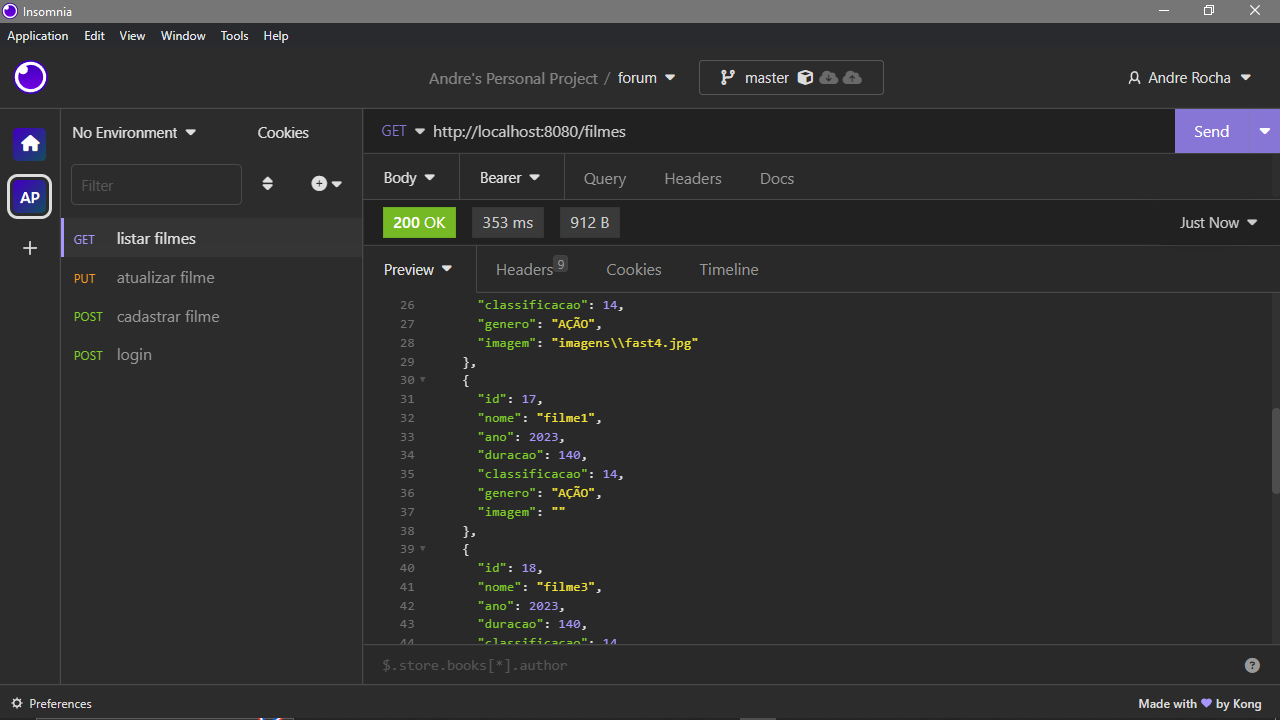 Insomnia
Application Edit View Window Tools Help
Andre's Personal Project / forum master Andre Rocha
No Environment Cookies
GET http://localhost:8080/filmes Send
Filter
AP
GET listar filmes
PUT atualizar filme
POST cadastrar filme
POST login
Body Bearer Query Headers Docs
200 OK 353 ms 912 B Just Now
Preview Headers 9 Cookies Timeline
26 "classificacao": 14,
27 "genero": "AÇÃO",
28 "imagem": "imagens\\fast4.jpg"
29 },
30 {
31 "id": 17,
32 "nome": "filme1",
33 "ano": 2023,
34 "duracao": 140,
35 "classificacao": 14,
36 "genero": "AÇÃO",
37 "imagem": ""
38 },
39 {
40 "id": 18,
41 "nome": "filme3",
42 "ano": 2023,
43 "duracao": 140,
44 "classificacao": 14
$.store.books[*].author ?
Preferences Made with 💜 by Kong